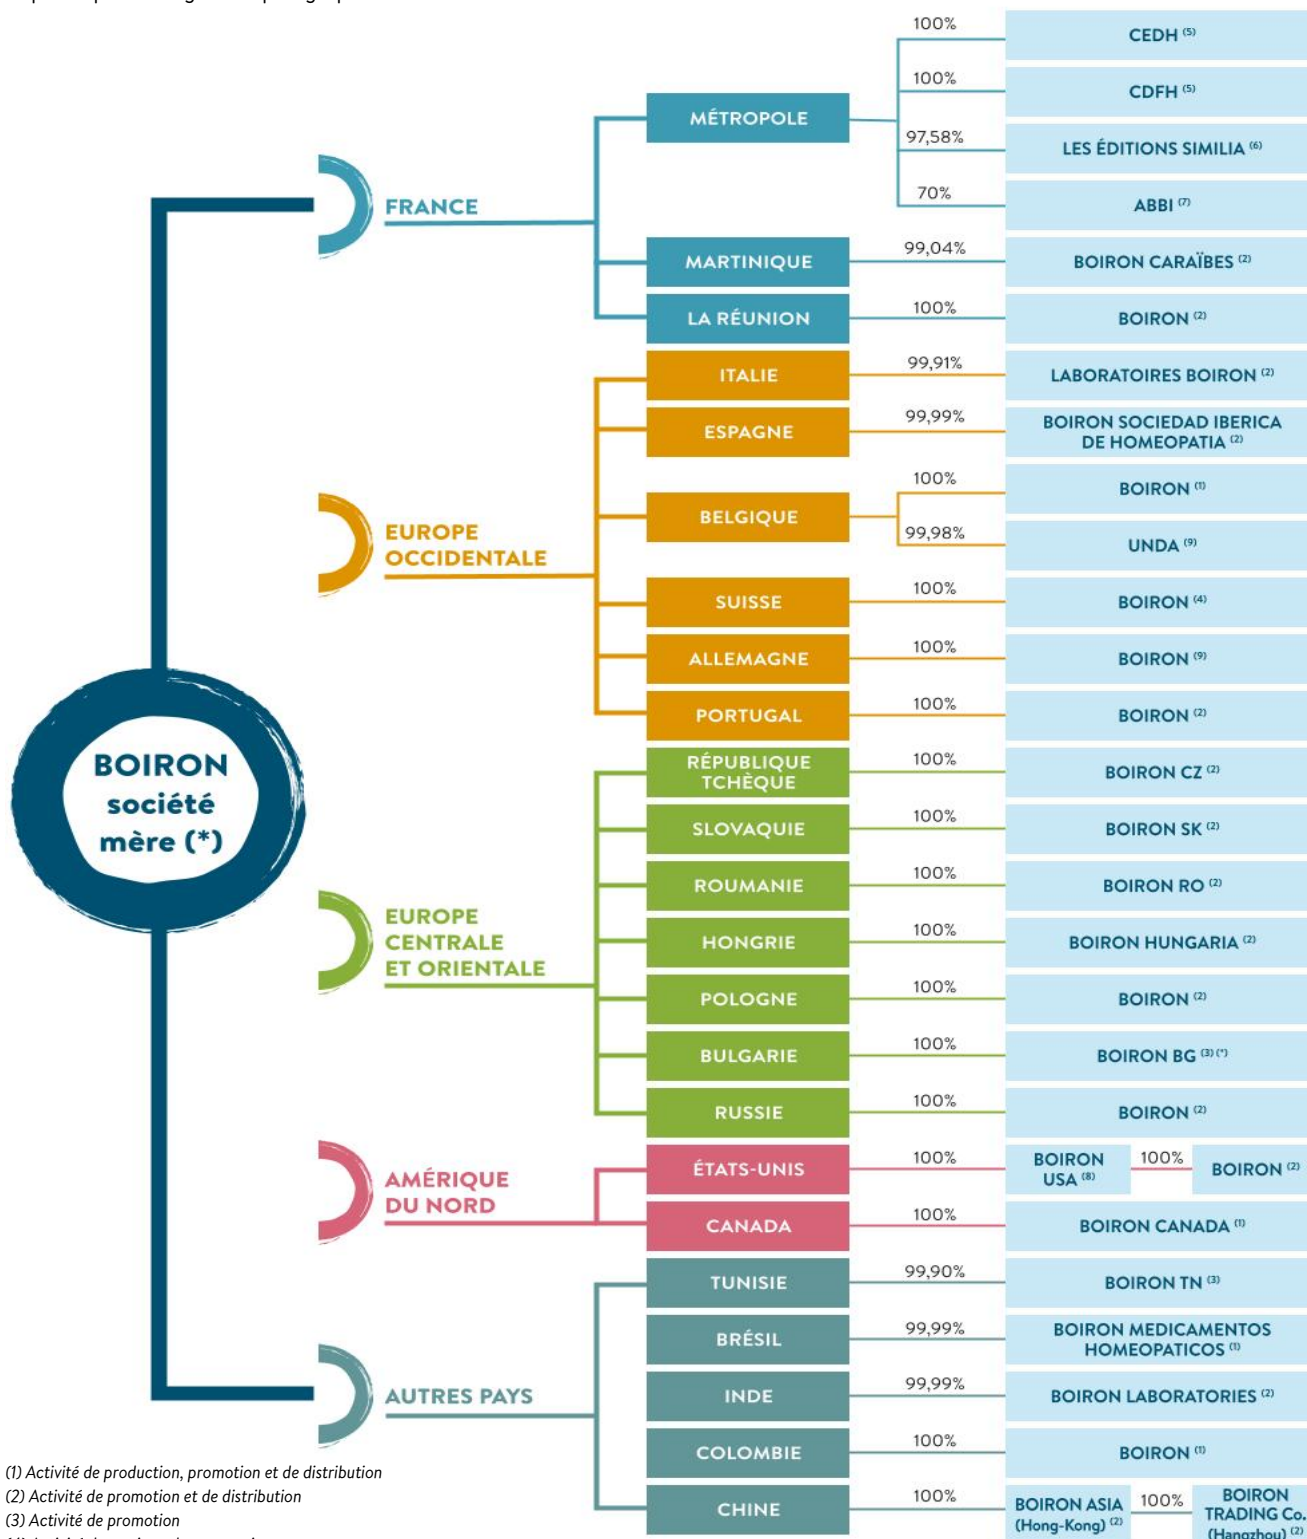 100%
CEDH (5)
100%
CDFH (5)
MÉTROPOLE
97,58%
LES ÉDITIONS SIMILIA (6)
70%
ABBI (7)
FRANCE
MARTINIQUE
99,04%
BOIRON CARAÏBES (2)
LA RÉUNION
100%
BOIRON (2)
ITALIE
99,91%
LABORATOIRES BOIRON (2)
ESPAGNE
99,99%
BOIRON SOCIEDAD IBERICA
DE HOMEOPATIA (2)
EUROPE
OCCIDENTALE
BELGIQUE
100%
BOIRON (1)
99,98%
UNDA (9)
SUISSE
100%
BOIRON (4)
ALLEMAGNE
100%
BOIRON (9)
PORTUGAL
100%
BOIRON (2)
BOIRON
société
mère (*)
RÉPUBLIQUE
TCHÈQUE
100%
BOIRON CZ (2)
SLOVAQUIE
100%
BOIRON SK (2)
ROUMANIE
100%
BOIRON RO (2)
EUROPE
CENTRALE
ET ORIENTALE
HONGRIE
100%
BOIRON HUNGARIA (2)
POLOGNE
100%
BOIRON (2)
BULGARIE
100%
BOIRON BG (3) (*)
RUSSIE
100%
BOIRON (2)
AMÉRIQUE
DU NORD
ÉTATS-UNIS
100%
BOIRON
USA (8)
100%
BOIRON (2)
CANADA
100%
BOIRON CANADA (1)
TUNISIE
99,90%
BOIRON TN (3)
BRÉSIL
99,99%
BOIRON MEDICAMENTOS
HOMEOPATICOS (1)
AUTRES PAYS
INDE
99,99%
BOIRON LABORATORIES (2)
COLOMBIE
100%
BOIRON (1)
CHINE
100%
BOIRON ASIA
(Hong-Kong) (2)
100%
BOIRON
TRADING Co.
(Hangzhou) (2)
(1) Activité de production, promotion et de distribution
(2) Activité de promotion et de distribution
(3) Activité de promotion